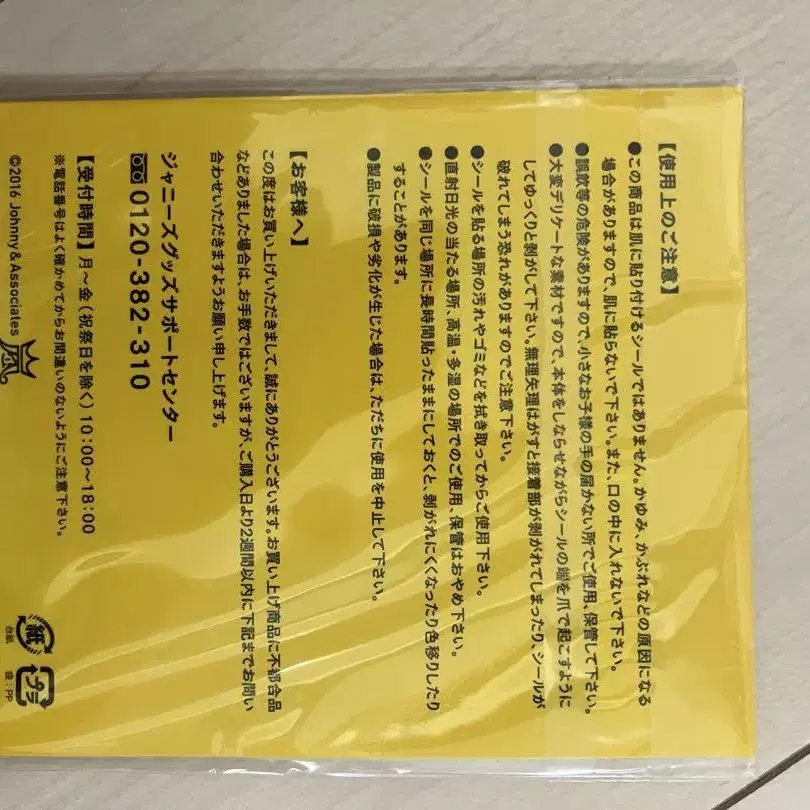 【使用上のご注意】
●この商品は肌に貼り付けるシールではありません。かゆみ、かぶれなどの原因になる
場合がありますので、肌に貼らないで下さい。また、口の中に入れないで下さい。
●誤飲等の危険がありますので、小さなお子様の手の届かない所でご使用、保管して下さい。
●大変デリケートな素材ですので、本体をしならせながらシールの端を爪で起こすように
してゆっくりと剥がして下さい。無理矢理はがすと接着部が剥がれてしまったり、シールが
破れてしまう恐れがありますのでご注意下さい。
●シールを貼る場所の汚れやゴミなどを拭き取ってからご使用下さい。
●直射日光の当たる場所、高温・多湿の場所でのご使用、保管はおやめ下さい。
●シールを同じ場所に長時間貼ったままにしておくと、剥がれにくくなったり色移りしたり
することがあります。
●製品に破損や劣化が生じた場合は、ただちに使用を中止して下さい。
【お客様へ】
この度はお買い上げいただきまして、誠にありがとうございます。お買い上げ商品に不都合品
などありました場合は、お手数ではございますが、ご購入日より2週間以内に下記までお問い
合わせいただきますようお願い申し上げます。
ジャニーズグッズサポートセンター
0120-382-310
【受付時間】月～金（祝祭日を除く）10:00～18:00
※電話番号はよく確かめてからお間違いのないようにご注意下さい。
©2016 Johnny & Associates
嵐
紙
台紙
プラ
袋：PP